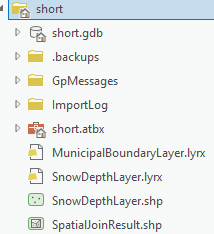 short
short.gdb
.backups
GpMessages
ImportLog
short.atbx
MunicipalBoundaryLayer.lyrx
SnowDepthLayer.lyrx
SnowDepthLayer.shp
SpatialJoinResult.shp